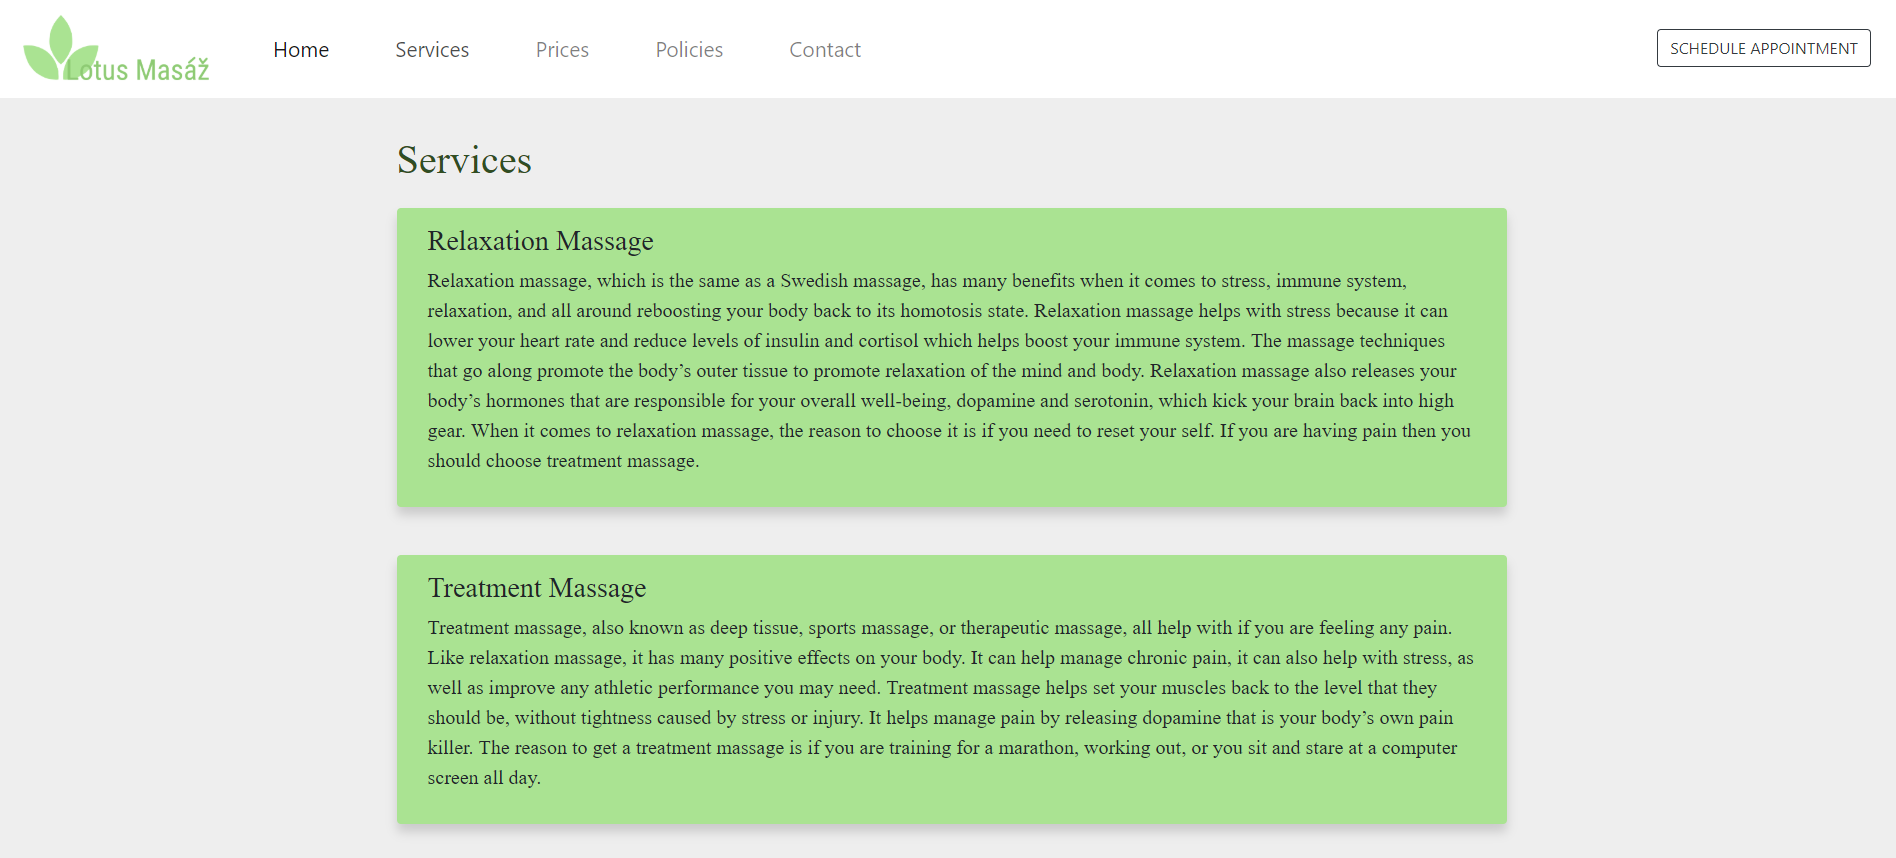 Lotus Masáž
Home Services Prices Policies Contact
SCHEDULE APPOINTMENT
Services
Relaxation Massage
Relaxation massage, which is the same as a Swedish massage, has many benefits when it comes to stress, immune system,
relaxation, and all around reboosting your body back to its homotosis state. Relaxation massage helps with stress because it can
lower your heart rate and reduce levels of insulin and cortisol which helps boost your immune system. The massage techniques
that go along promote the body’s outer tissue to promote relaxation of the mind and body. Relaxation massage also releases your
body’s hormones that are responsible for your overall well-being, dopamine and serotonin, which kick your brain back into high
gear. When it comes to relaxation massage, the reason to choose it is if you need to reset your self. If you are having pain then you
should choose treatment massage.
Treatment Massage
Treatment massage, also known as deep tissue, sports massage, or therapeutic massage, all help with if you are feeling any pain.
Like relaxation massage, it has many positive effects on your body. It can help manage chronic pain, it can also help with stress, as
well as improve any athletic performance you may need. Treatment massage helps set your muscles back to the level that they
should be, without tightness caused by stress or injury. It helps manage pain by releasing dopamine that is your body’s own pain
killer. The reason to get a treatment massage is if you are training for a marathon, working out, or you sit and stare at a computer
screen all day.